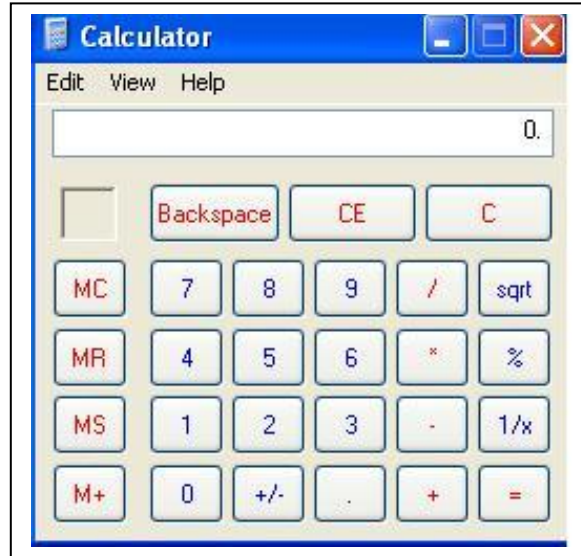 Calculator
Edit View Help
0.
Backspace CE C
MC 7 8 9 / sqrt
MR 4 5 6 * %
MS 1 2 3 - 1/x
M+ 0 +/- . + =